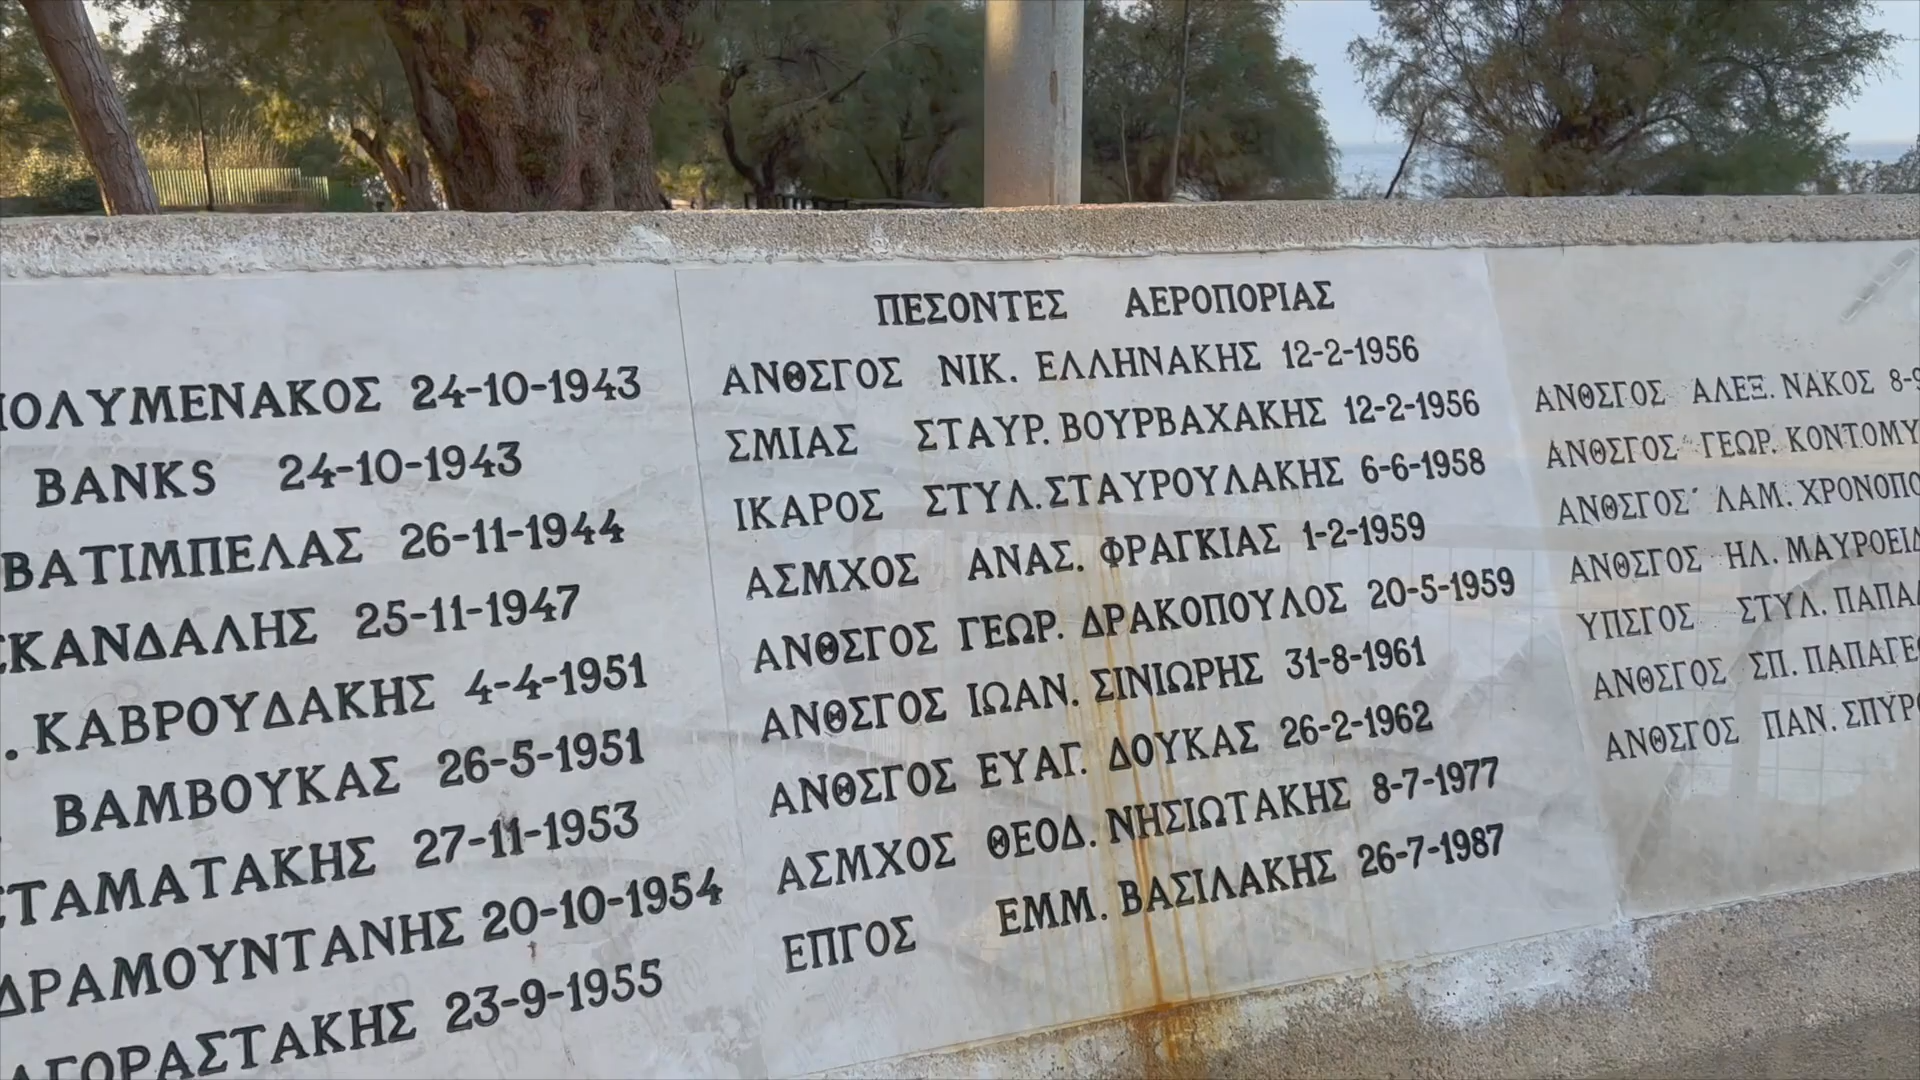 24-10-1943
BANKS 24-10-1943
ΒΑΤΙΜΠΕΛΑΣ 26-11-1944
25-11-1947
ΚΑΒΡΟΥΔΑΚΗΣ 4-4-1951
ΒΑΜΒΟΥΚΑΣ 26-5-1951
27-11-1953
20-10-1954
23-9-1955
ΠΕΣΟΝΤΕΣ ΑΕΡΟΠΟΡΙΑΣ
ΑΝΘΣΓΟΣ ΝΙΚ. ΕΛΛΗΝΑΚΗΣ 12-2-1956
ΣΜΙΑΣ ΣΤΑΥΡ. ΒΟΥΡΒΑΧΑΚΗΣ 12-2-1956
ΙΚΑΡΟΣ ΣΤΥΛ. ΣΤΑΥΡΟΥΛΑΚΗΣ 6-6-1958
ΑΣΜΧΟΣ ΑΝΑΣ. ΦΡΑΓΚΙΑΣ 1-2-1959
ΑΝΘΣΓΟΣ ΓΕΩΡ. ΔΡΑΚΟΠΟΥΛΟΣ 20-5-1959
ΑΝΘΣΓΟΣ ΙΩΑΝ. ΣΙΝΙΩΡΗΣ 31-8-1961
ΑΝΘΣΓΟΣ ΕΥΑΓ. ΔΟΥΚΑΣ 26-2-1962
ΑΣΜΧΟΣ ΘΕΟΔ. ΝΗΣΙΩΤΑΚΗΣ 8-7-1977
ΕΠΓΟΣ ΕΜΜ. ΒΑΣΙΛΑΚΗΣ 26-7-1987
ΑΝΘΣΓΟΣ ΑΛΕΞ. ΝΑΚΟΣ
ΑΝΘΣΓΟΣ ΓΕΩΡ.
ΑΝΘΣΓΟΣ ΛΑΜ.
ΑΝΘΣΓΟΣ ΗΛ.
ΥΠΣΓΟΣ ΣΤΥΛ.
ΑΝΘΣΓΟΣ ΣΠ.
ΑΝΘΣΓΟΣ ΠΑΝ.